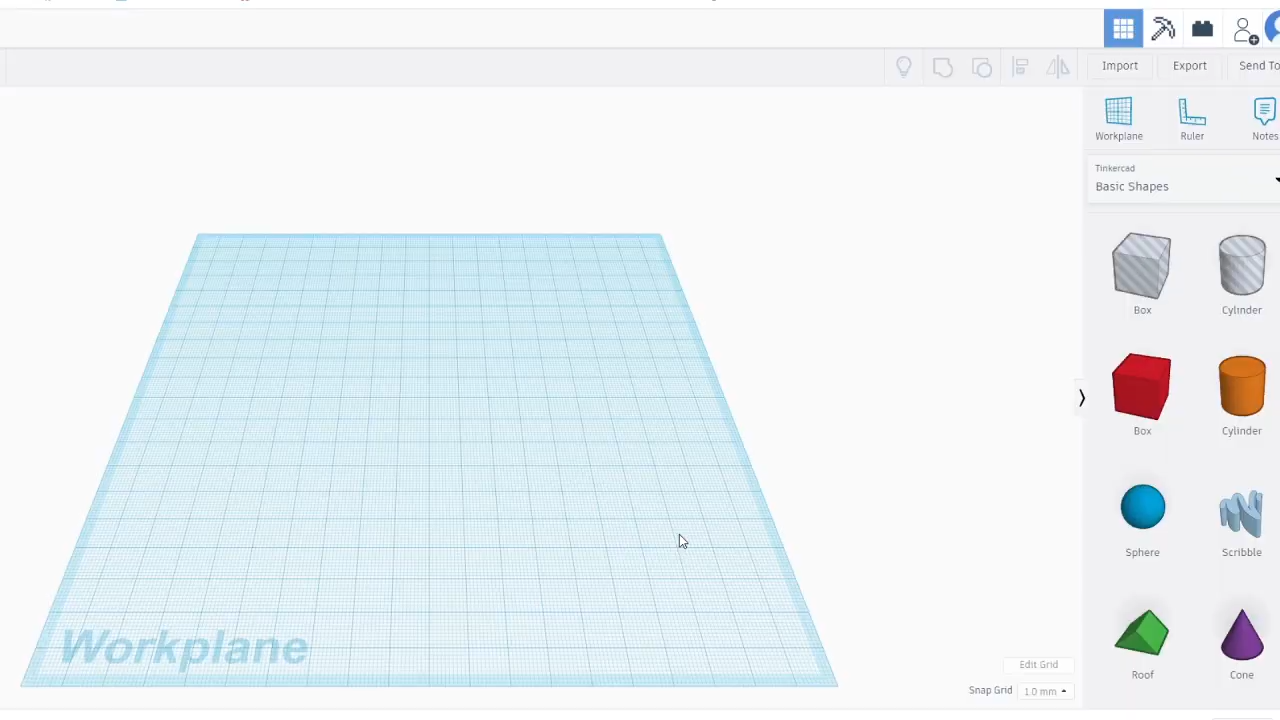 Import Export Send To
Workplane Ruler Notes
Tinkercad
Basic Shapes
Box Cylinder
Box Cylinder
Sphere Scribble
Roof Cone
Workplane
Edit Grid
Snap Grid 1.0 mm